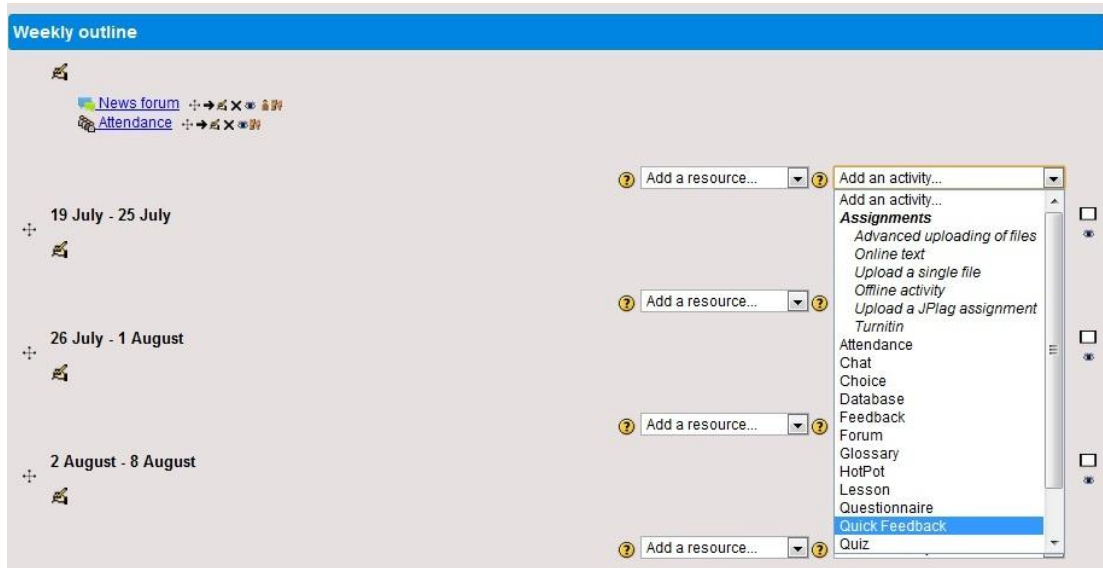 Weekly outline
News forum
Attendance
Add a resource... Add an activity...
Add an activity...
Assignments
Advanced uploading of files
Online text
Upload a single file
Offline activity
Upload a JPlag assignment
Turnitin
Attendance
Chat
Choice
Database
Feedback
Forum
Glossary
HotPot
Lesson
Questionnaire
Quick Feedback
Quiz
19 July - 25 July
Add a resource...
26 July - 1 August
Add a resource...
2 August - 8 August
Add a resource...